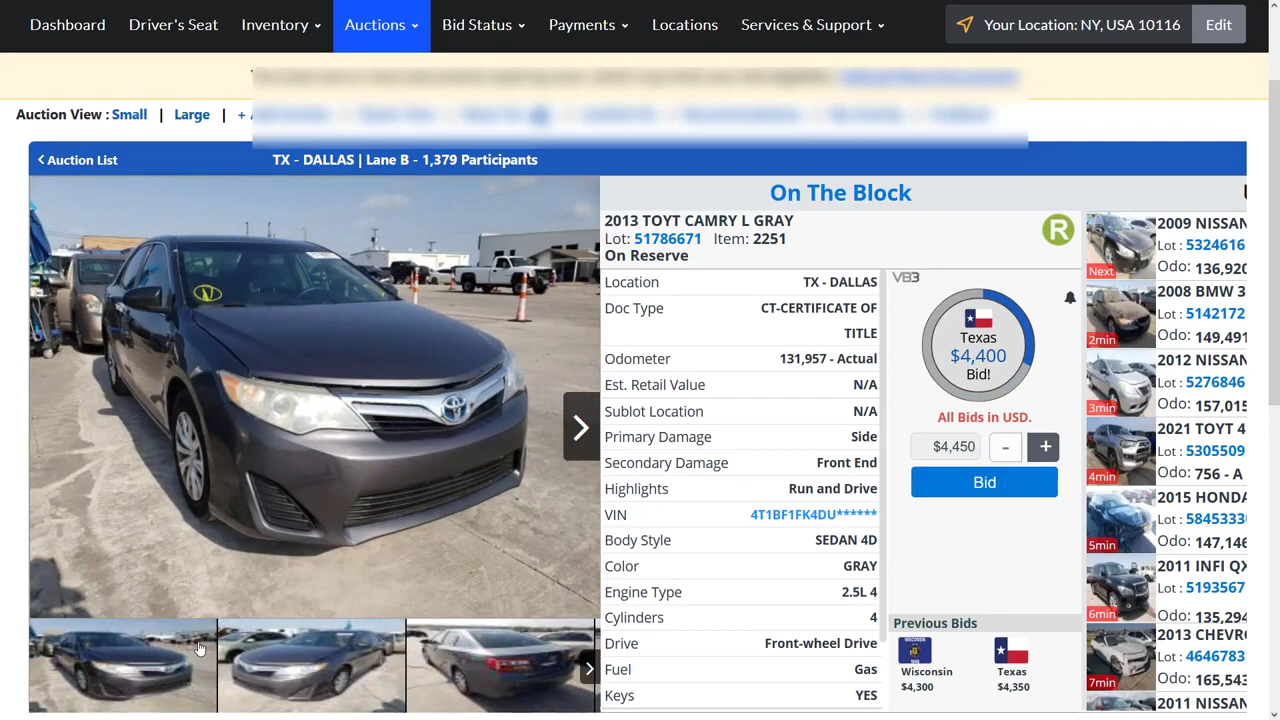 Dashboard Driver's Seat Inventory Auctions Bid Status Payments Locations Services & Support Your Location: NY, USA 10116 Edit
Auction View : Small | Large | +
Auction List TX - DALLAS | Lane B - 1,379 Participants
On The Block
2013 TOYT CAMRY L GRAY
Lot: 51786671 Item: 2251
On Reserve
R
Location TX - DALLAS
Doc Type CT-CERTIFICATE OF
TITLE
Odometer 131,957 - Actual
Est. Retail Value N/A
Sublot Location N/A
Primary Damage Side
Secondary Damage Front End
Highlights Run and Drive
VIN 4T1BF1FK4DU******
Body Style SEDAN 4D
Color GRAY
Engine Type 2.5L 4
Cylinders 4
Drive Front-wheel Drive
Fuel Gas
Keys YES
VB3
Texas
$4,400
Bid!
All Bids in USD.
$4,450 - +
Bid
Previous Bids
Wisconsin Texas
$4,300 $4,350
2009 NISSAN
Lot : 5324616
Next Odo: 136,920
2008 BMW 3
Lot : 5142172
2min Odo: 149,491
2012 NISSAN
Lot : 5276846
3min Odo: 157,015
2021 TOYT 4
Lot : 5305509
4min Odo: 756 - A
2015 HONDA
Lot : 5845333
5min Odo: 147,146
2011 INFI QX
Lot : 5193567
6min Odo: 135,294
2013 CHEVR
Lot : 4646783
7min Odo: 165,543
2011 NISSAN